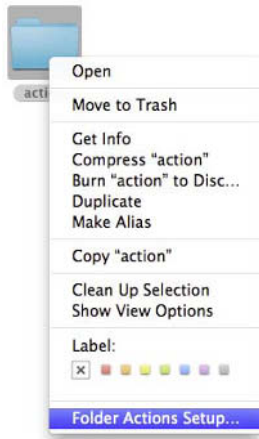 Open
Move to Trash
Get Info
Compress “action”
Burn “action” to Disc...
Duplicate
Make Alias
Copy “action”
Clean Up Selection
Show View Options
Label:
Folder Actions Setup...